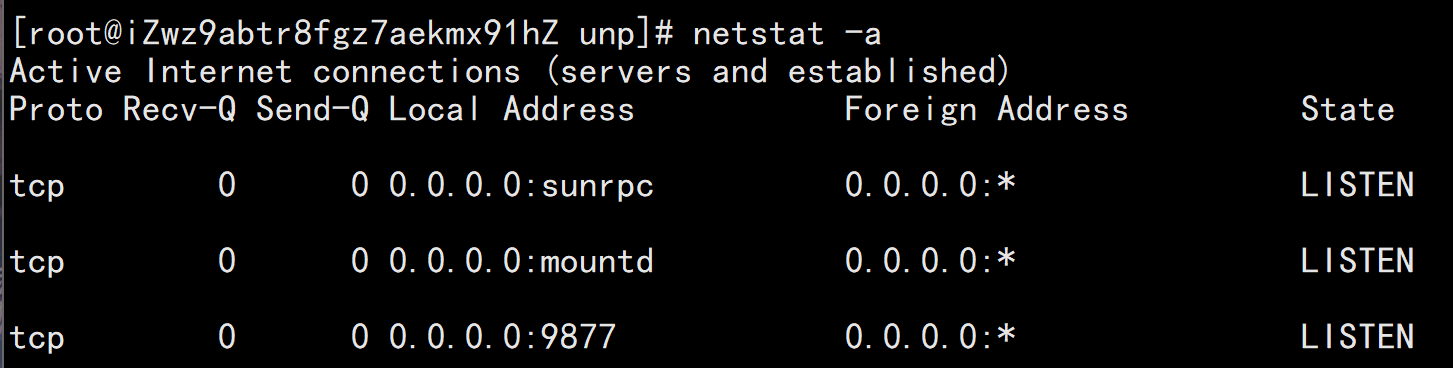 [root@iZwz9abtr8fgz7aekmx91hZ unp]# netstat -a
Active Internet connections (servers and established)
Proto Recv-Q Send-Q Local Address           Foreign Address         State
tcp        0      0 0.0.0.0:sunrpc          0.0.0.0:*               LISTEN
tcp        0      0 0.0.0.0:mountd          0.0.0.0:*               LISTEN
tcp        0      0 0.0.0.0:9877            0.0.0.0:*               LISTEN